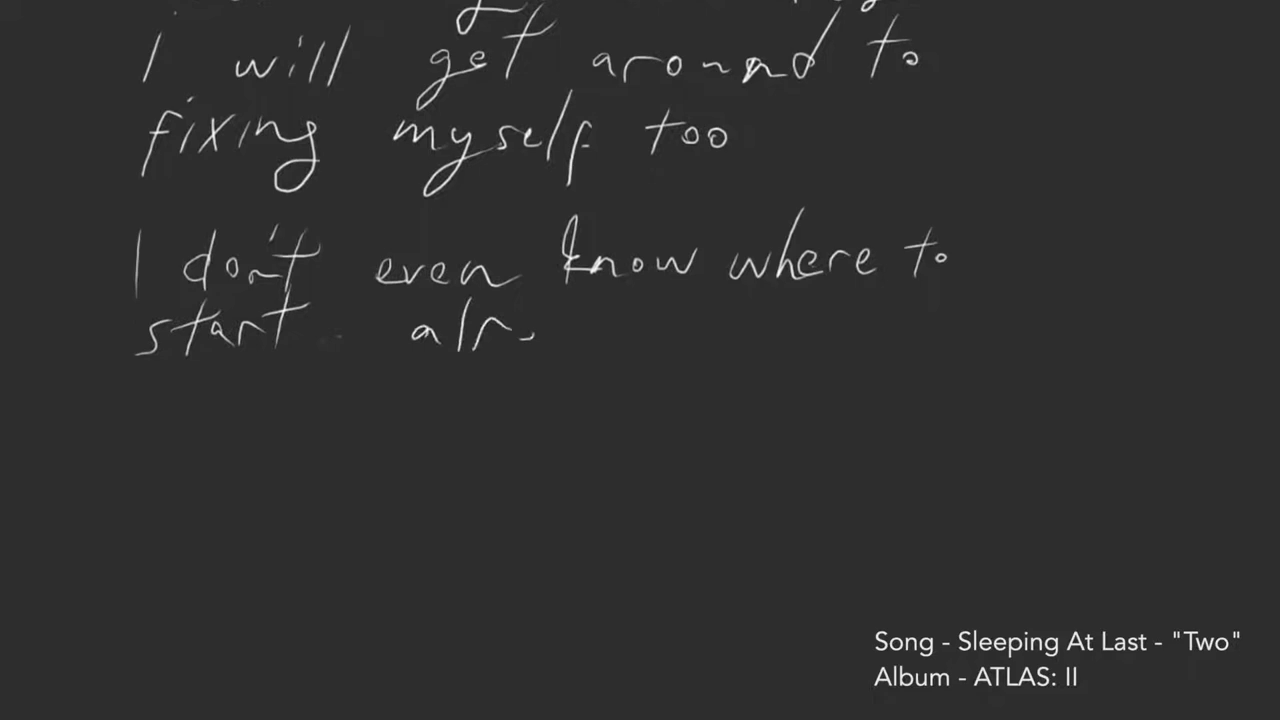 I will get around to
fixing myself too
I don't even know where to
start
Song - Sleeping At Last - "Two"
Album - ATLAS: II